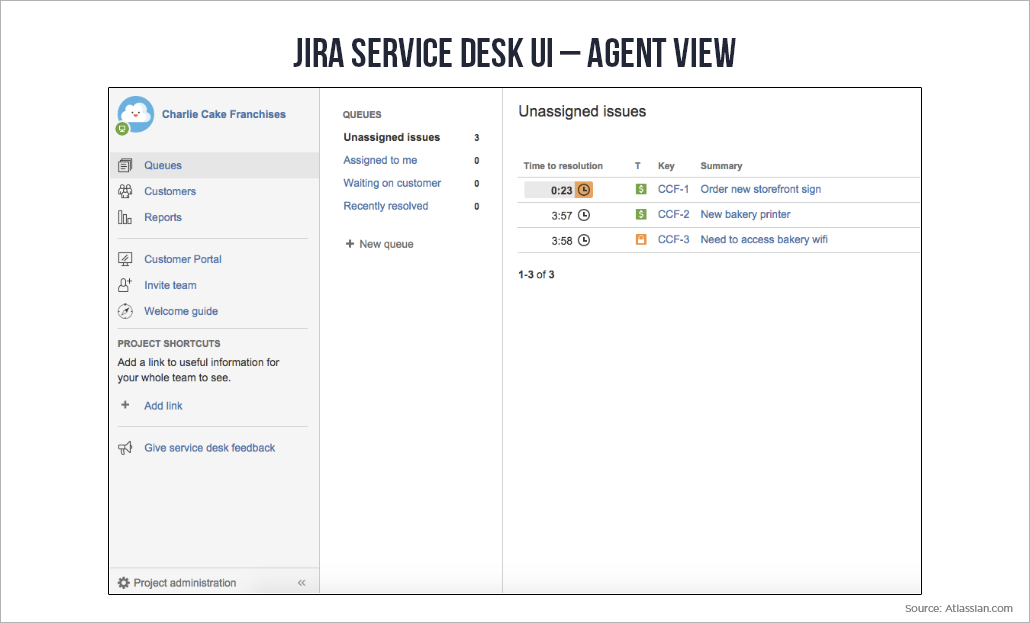 JIRA SERVICE DESK UI – AGENT VIEW
Charlie Cake Franchises
Queues
Customers
Reports
Customer Portal
Invite team
Welcome guide
PROJECT SHORTCUTS
Add a link to useful information for
your whole team to see.
+ Add link
Give service desk feedback
Project administration «
QUEUES
Unassigned issues 3
Assigned to me 0
Waiting on customer 0
Recently resolved 0
+ New queue
Unassigned issues
Time to resolution T Key Summary
0:23 $ CCF-1 Order new storefront sign
3:57 $ CCF-2 New bakery printer
3:58 CCF-3 Need to access bakery wifi
1-3 of 3
Source: Atlassian.com